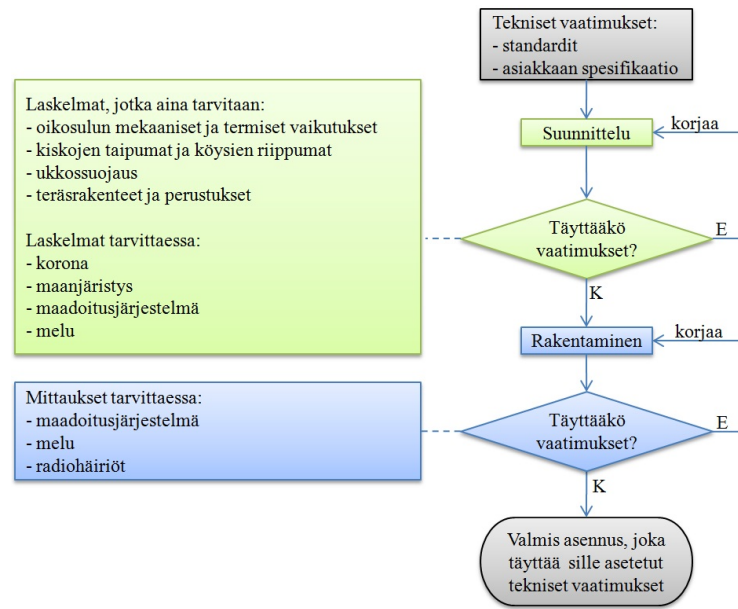 Tekniset vaatimukset:
- standardit
- asiakkaan spesifikaatio
Laskelmat, jotka aina tarvitaan:
- oikosulun mekaaniset ja termiset vaikutukset
- kiskojen taipumat ja köysien riippumat
- ukkossuojaus
- teräsrakenteet ja perustukset
Laskelmat tarvittaessa:
- korona
- maanjäristys
- maadoitusjärjestelmä
- melu
Suunnittelu
korjaa
Täyttääkö
vaatimukset?
E
K
Rakentaminen
korjaa
Mittaukset tarvittaessa:
- maadoitusjärjestelmä
- melu
- radiohäiriöt
Täyttääkö
vaatimukset?
E
K
Valmis asennus, joka
täyttää sille asetetut
tekniset vaatimukset